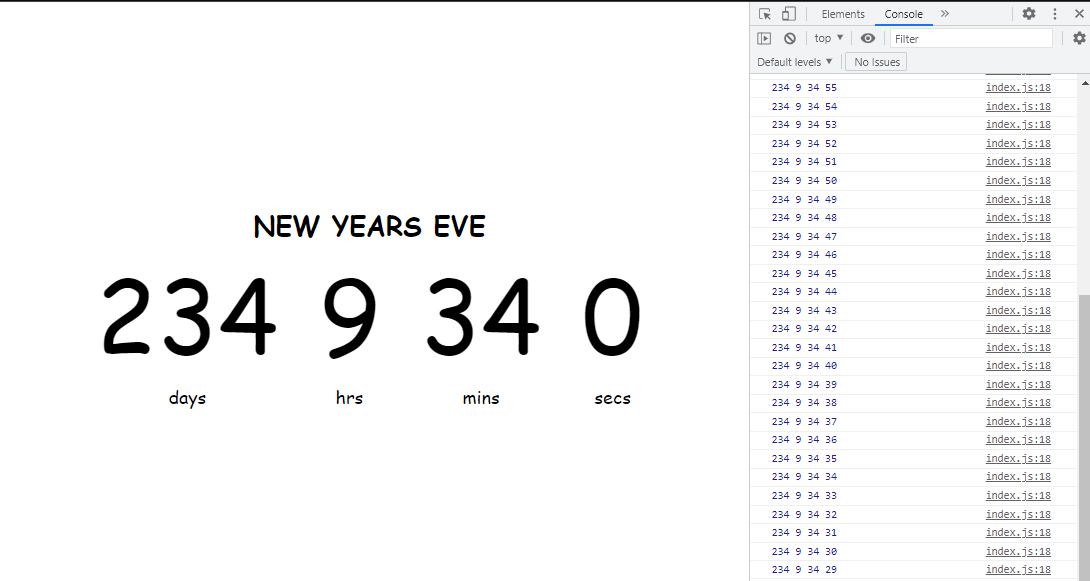 Elements Console
top Filter
Default levels No Issues
234 9 34 55 index.js:18
234 9 34 54 index.js:18
234 9 34 53 index.js:18
234 9 34 52 index.js:18
234 9 34 51 index.js:18
234 9 34 50 index.js:18
234 9 34 49 index.js:18
234 9 34 48 index.js:18
234 9 34 47 index.js:18
234 9 34 46 index.js:18
234 9 34 45 index.js:18
234 9 34 44 index.js:18
234 9 34 43 index.js:18
234 9 34 42 index.js:18
234 9 34 41 index.js:18
234 9 34 40 index.js:18
234 9 34 39 index.js:18
234 9 34 38 index.js:18
234 9 34 37 index.js:18
234 9 34 36 index.js:18
234 9 34 35 index.js:18
234 9 34 34 index.js:18
234 9 34 33 index.js:18
234 9 34 32 index.js:18
234 9 34 31 index.js:18
234 9 34 30 index.js:18
234 9 34 29 index.js:18
NEW YEARS EVE
234 9 34 0
days hrs mins secs